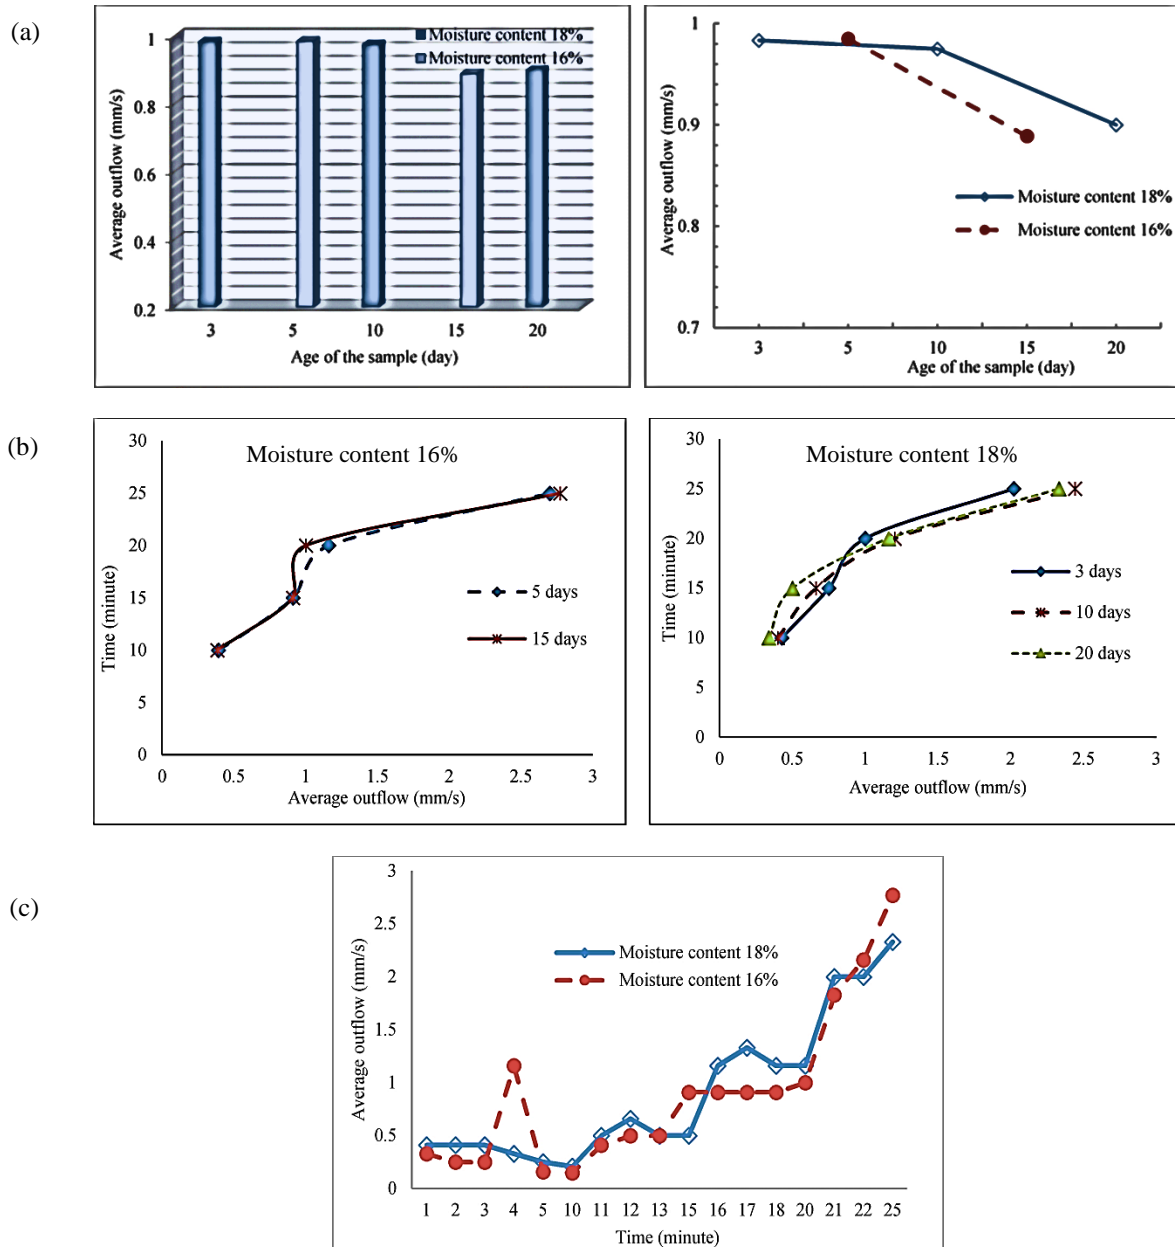 (a)
Average outflow (mm/s)
1
0.8
0.6
0.4
0.2
Moisture content 18%
Moisture content 16%
3 5 10 15 20
Age of the sample (day)
Average outflow (mm/s)
1
0.9
0.8
0.7
Moisture content 18%
Moisture content 16%
3 5 10 15 20
Age of the sample (day)
(b)
Moisture content 16%
Time (minute)
30
25
20
15
10
5
0
5 days
15 days
0 0.5 1 1.5 2 2.5 3
Average outflow (mm/s)
Moisture content 18%
Time (minute)
30
25
20
15
10
5
0
3 days
10 days
20 days
0 0.5 1 1.5 2 2.5 3
Average outflow (mm/s)
(c)
Average outflow (mm/s)
3
2.5
2
1.5
1
0.5
0
Moisture content 18%
Moisture content 16%
1 2 3 4 5 10 11 12 13 15 16 17 18 20 21 22 25
Time (minute)